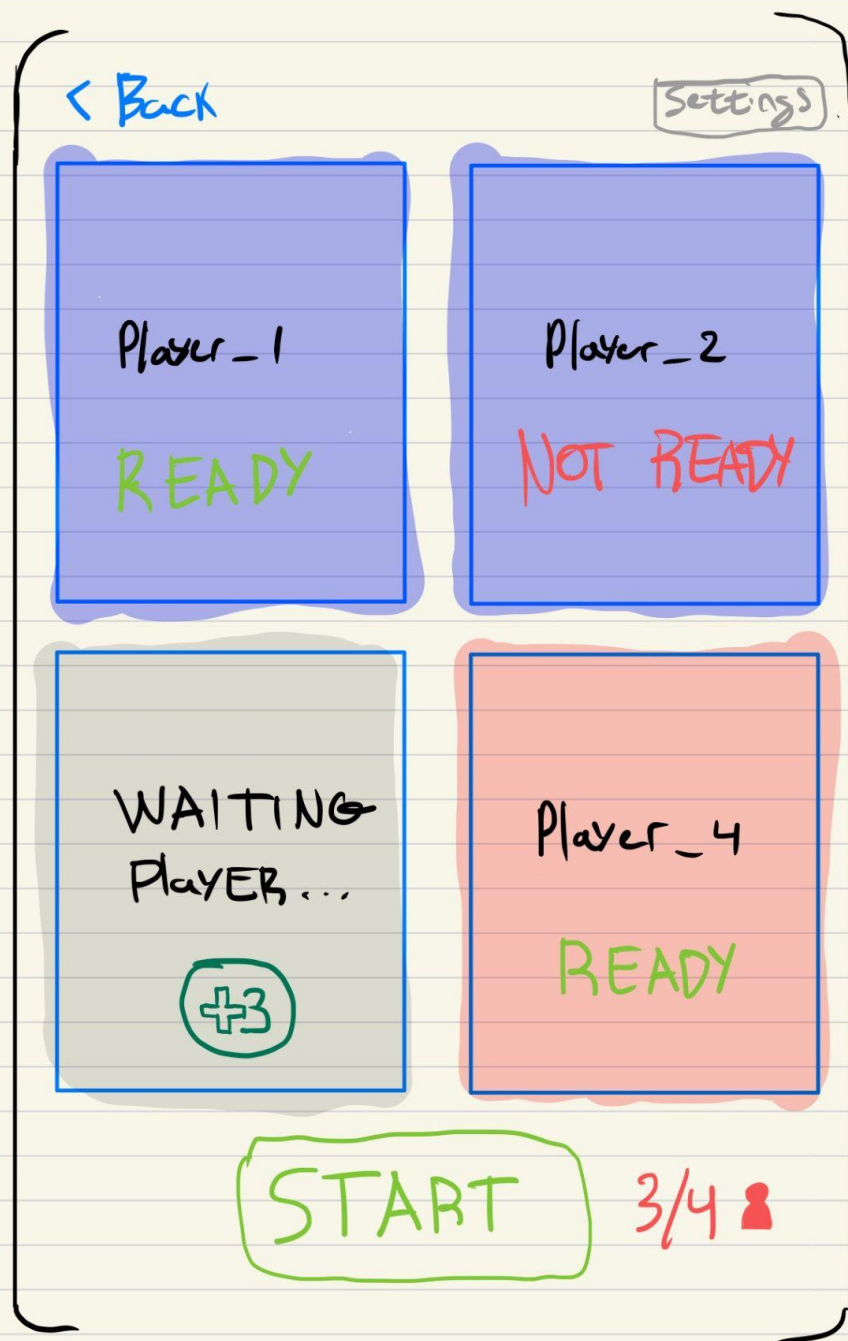 < Back
Settings
Player_1
READY
Player_2
NOT READY
WAITING
PlayER...
+3
Player_4
READY
START
3/4